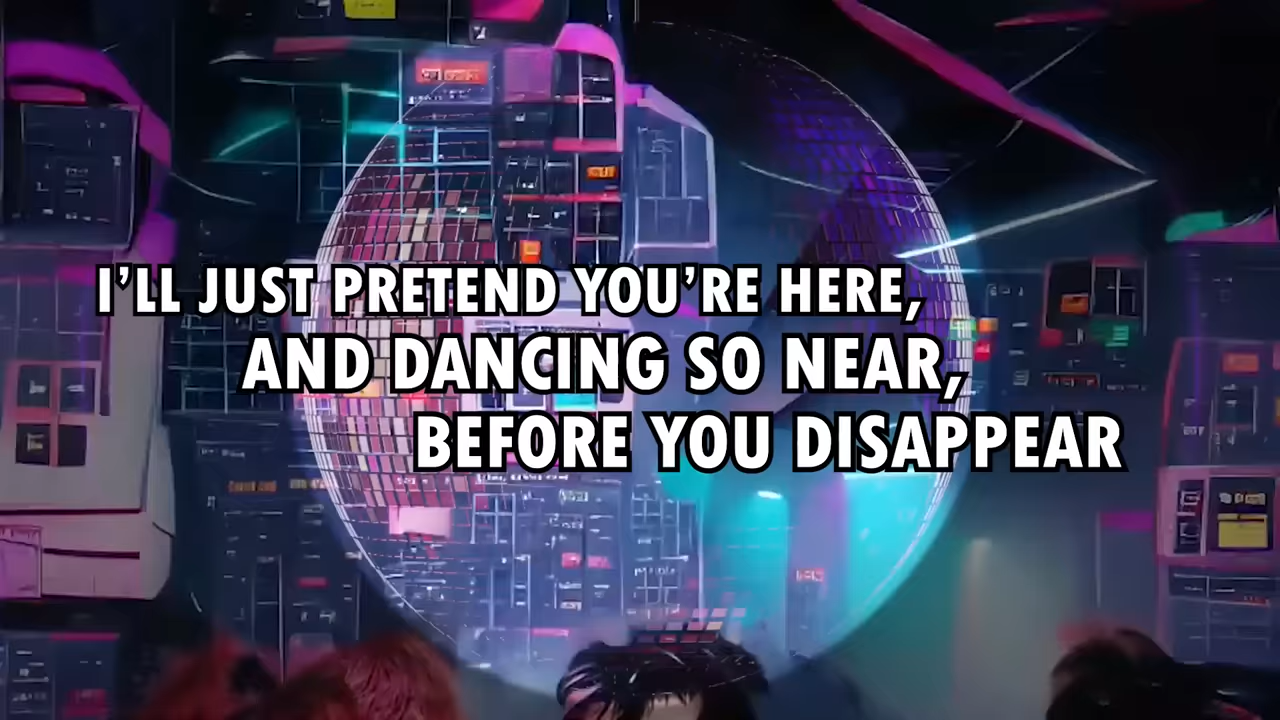 I’LL JUST PRETEND YOU’RE HERE,
AND DANCING SO NEAR,
BEFORE YOU DISAPPEAR